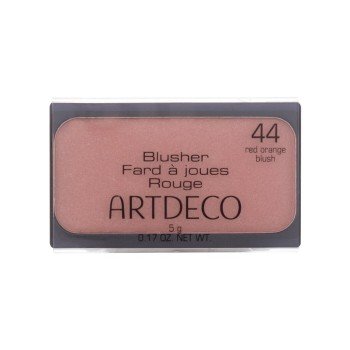 44
red orange
blush
Blusher
Fard à joues
Rouge
ARTDECO
5 g
0.17 OZ. NET WT.